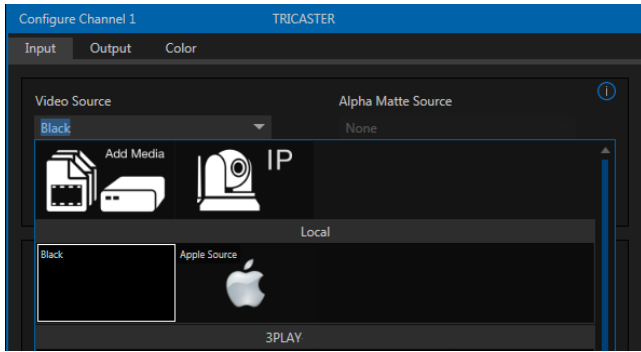 Configure Channel 1 TRICASTER
Input Output Color
Video Source Alpha Matte Source
Black None
Add Media IP
Local
Black Apple Source
3PLAY